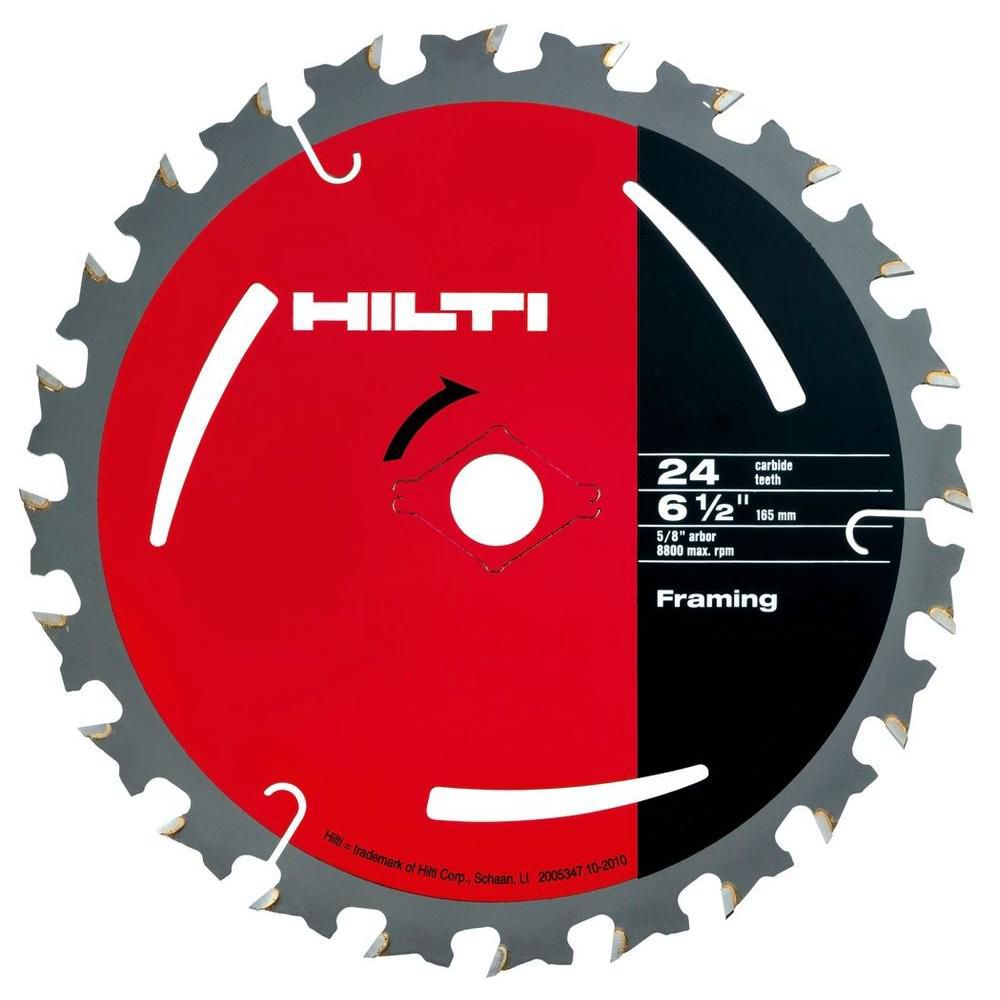 HILTI
24 carbide teeth
6 ½" 165 mm
5/8" arbor
8800 max. rpm
Framing
Hilti = trademark of Hilti Corp., Schaan, LI 2005347.10-2010